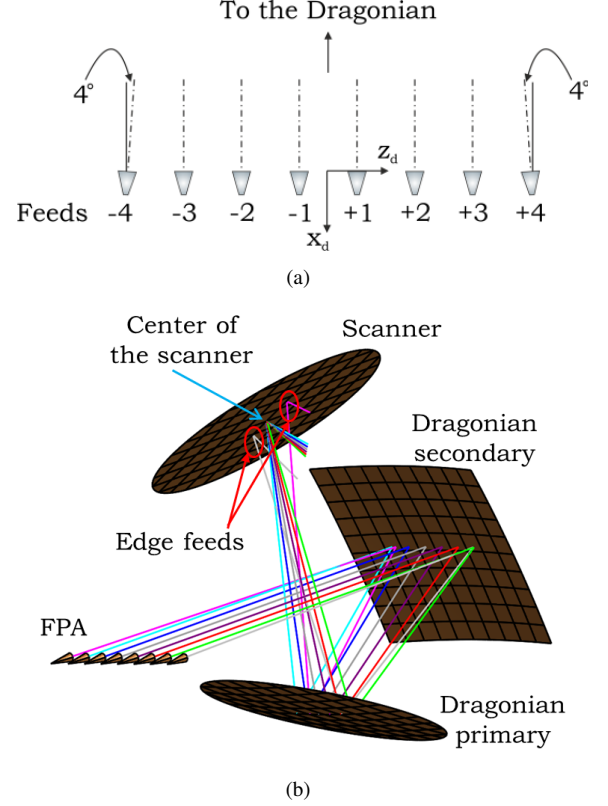 To the Dragonian
4° 4°
z_d
Feeds -4 -3 -2 -1 +1 +2 +3 +4
x_d
(a)
Center of
the scanner
Scanner
Dragonian
secondary
Edge feeds
FPA
Dragonian
primary
(b)